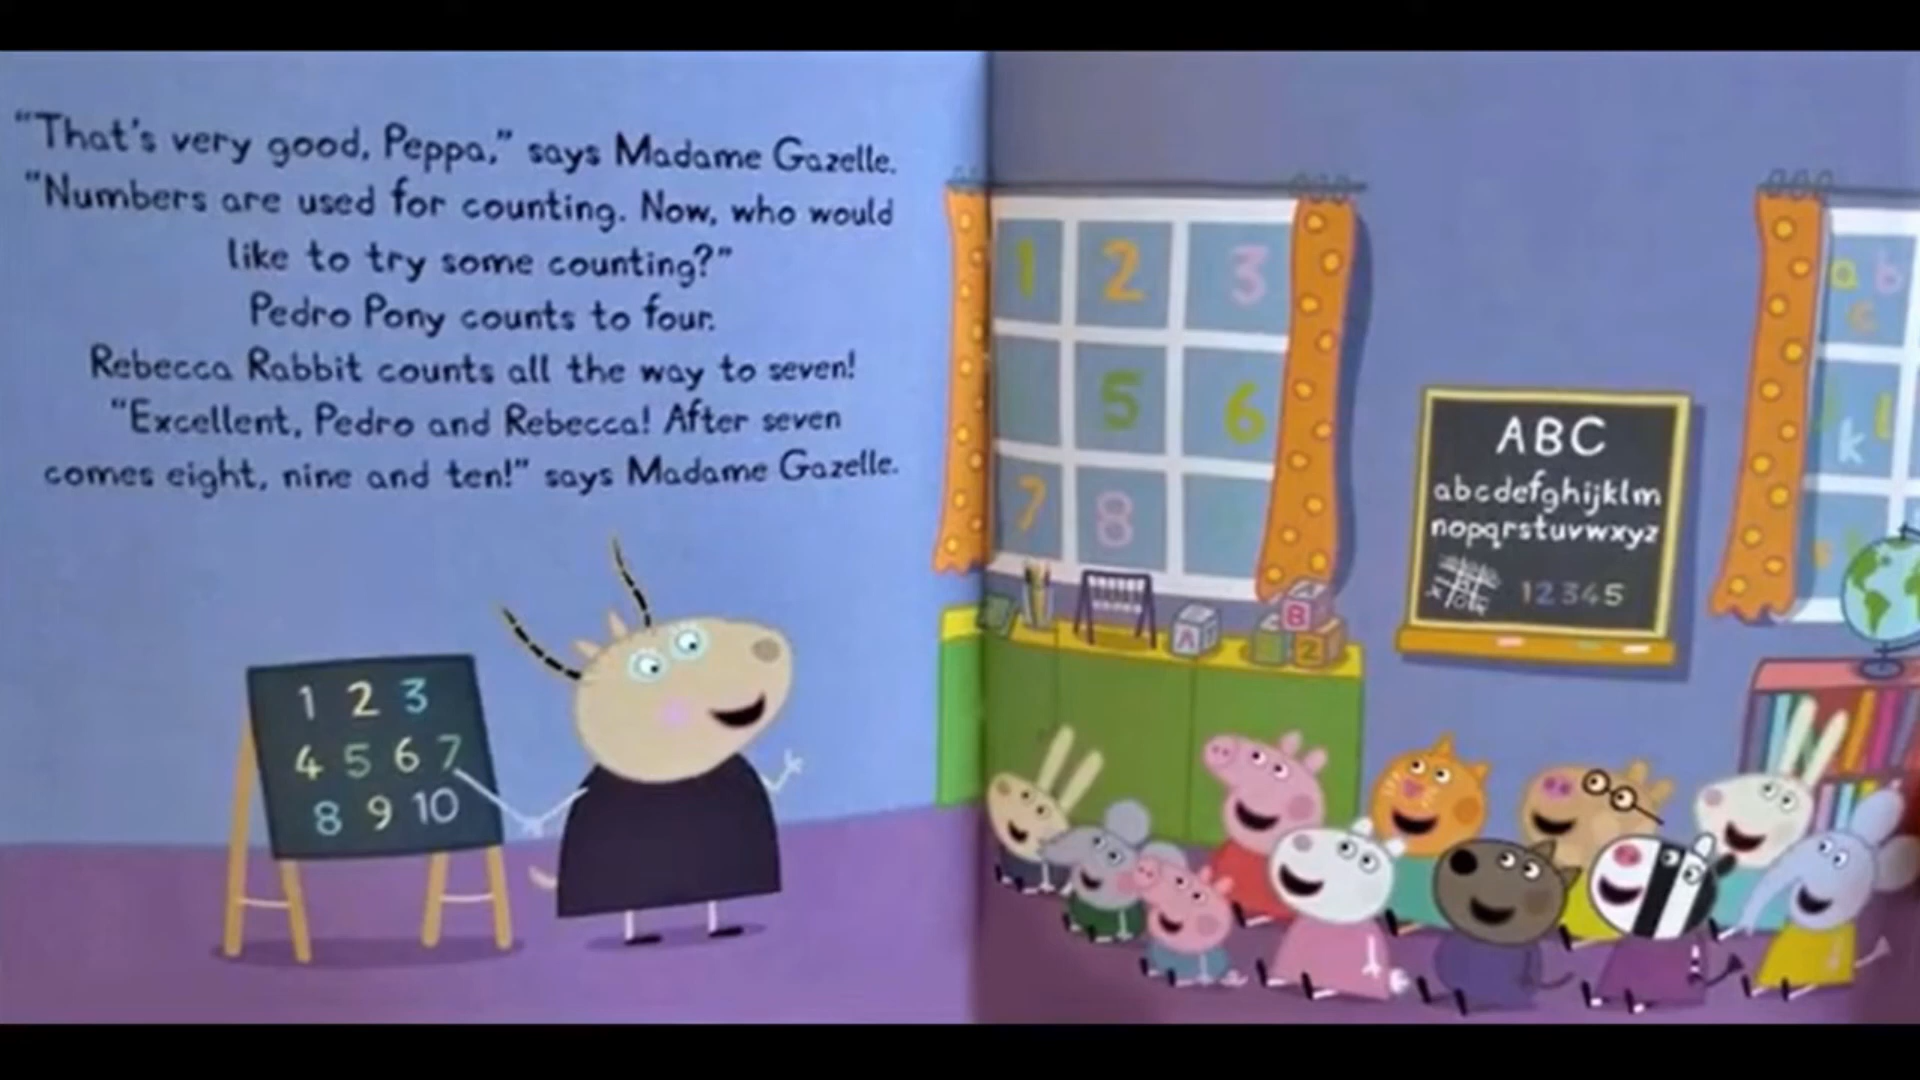 “That’s very good, Peppa,” says Madame Gazelle.
“Numbers are used for counting. Now, who would
like to try some counting?”
Pedro Pony counts to four.
Rebecca Rabbit counts all the way to seven!
“Excellent, Pedro and Rebecca! After seven
comes eight, nine and ten!” says Madame Gazelle.
1 2 3
4 5 6 7
8 9 10
1 2 3
5 6
7 8
ABC
abcdefghijklm
nopqrstuvwxyz
12345
a b
c
k l
A
B
2